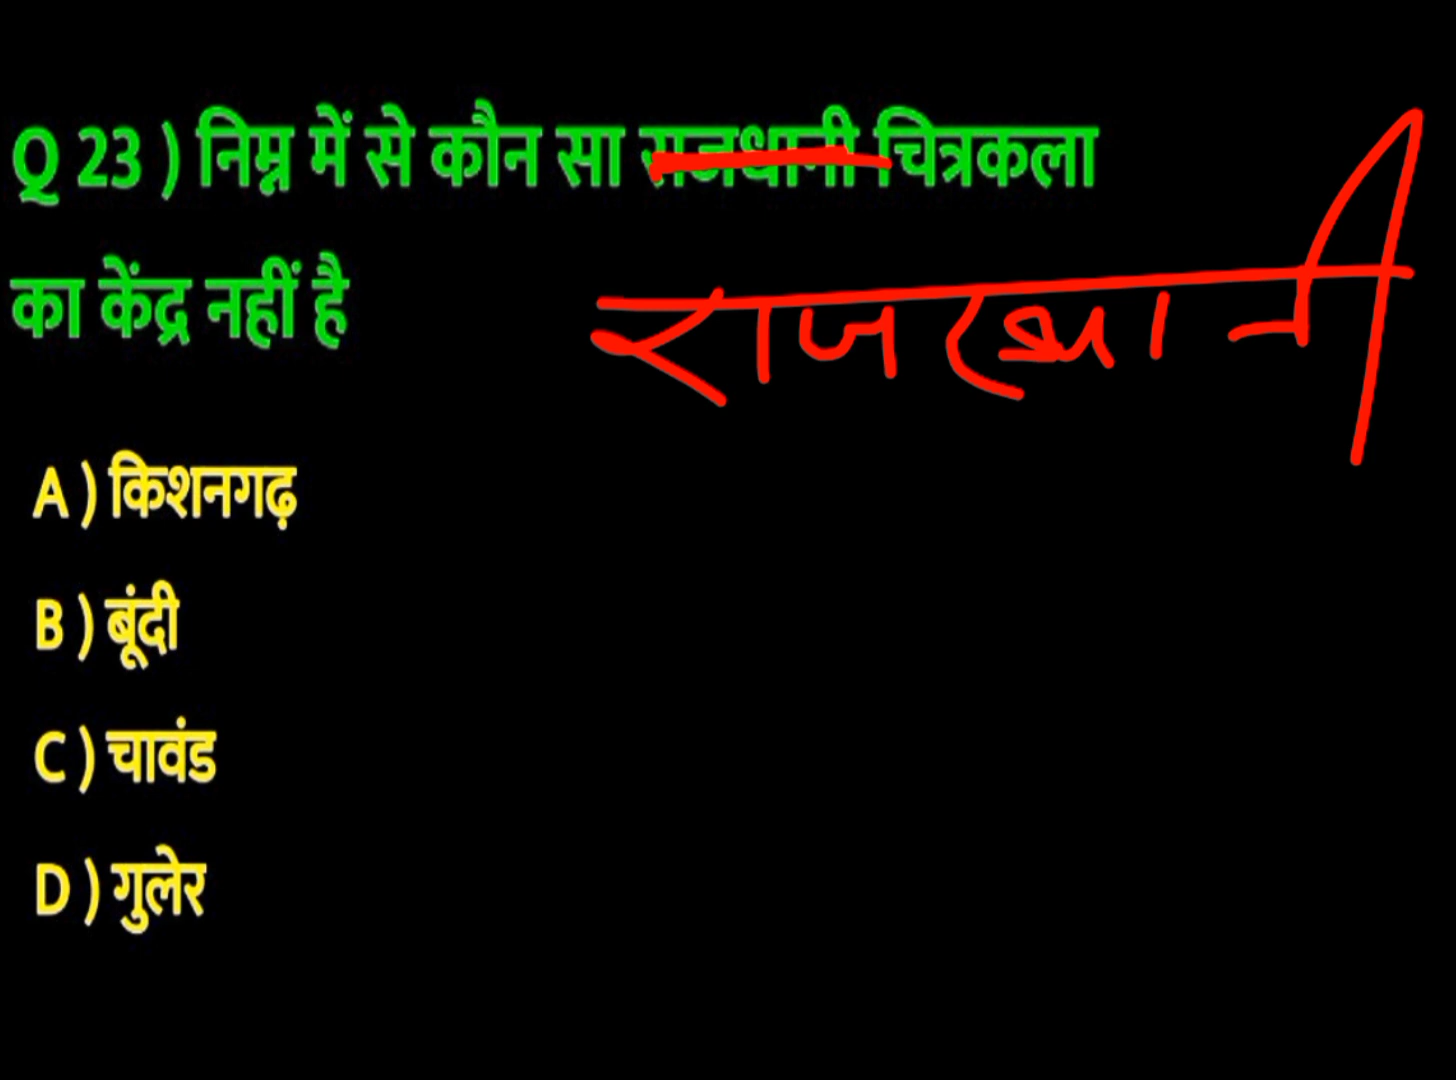 Q 23 ) निम्न में से कौन सा राजधानी चित्रकला
का केंद्र नहीं है
राजस्थानी
A ) किशनगढ़
B ) बूंदी
C ) चावंड
D ) गुलेर